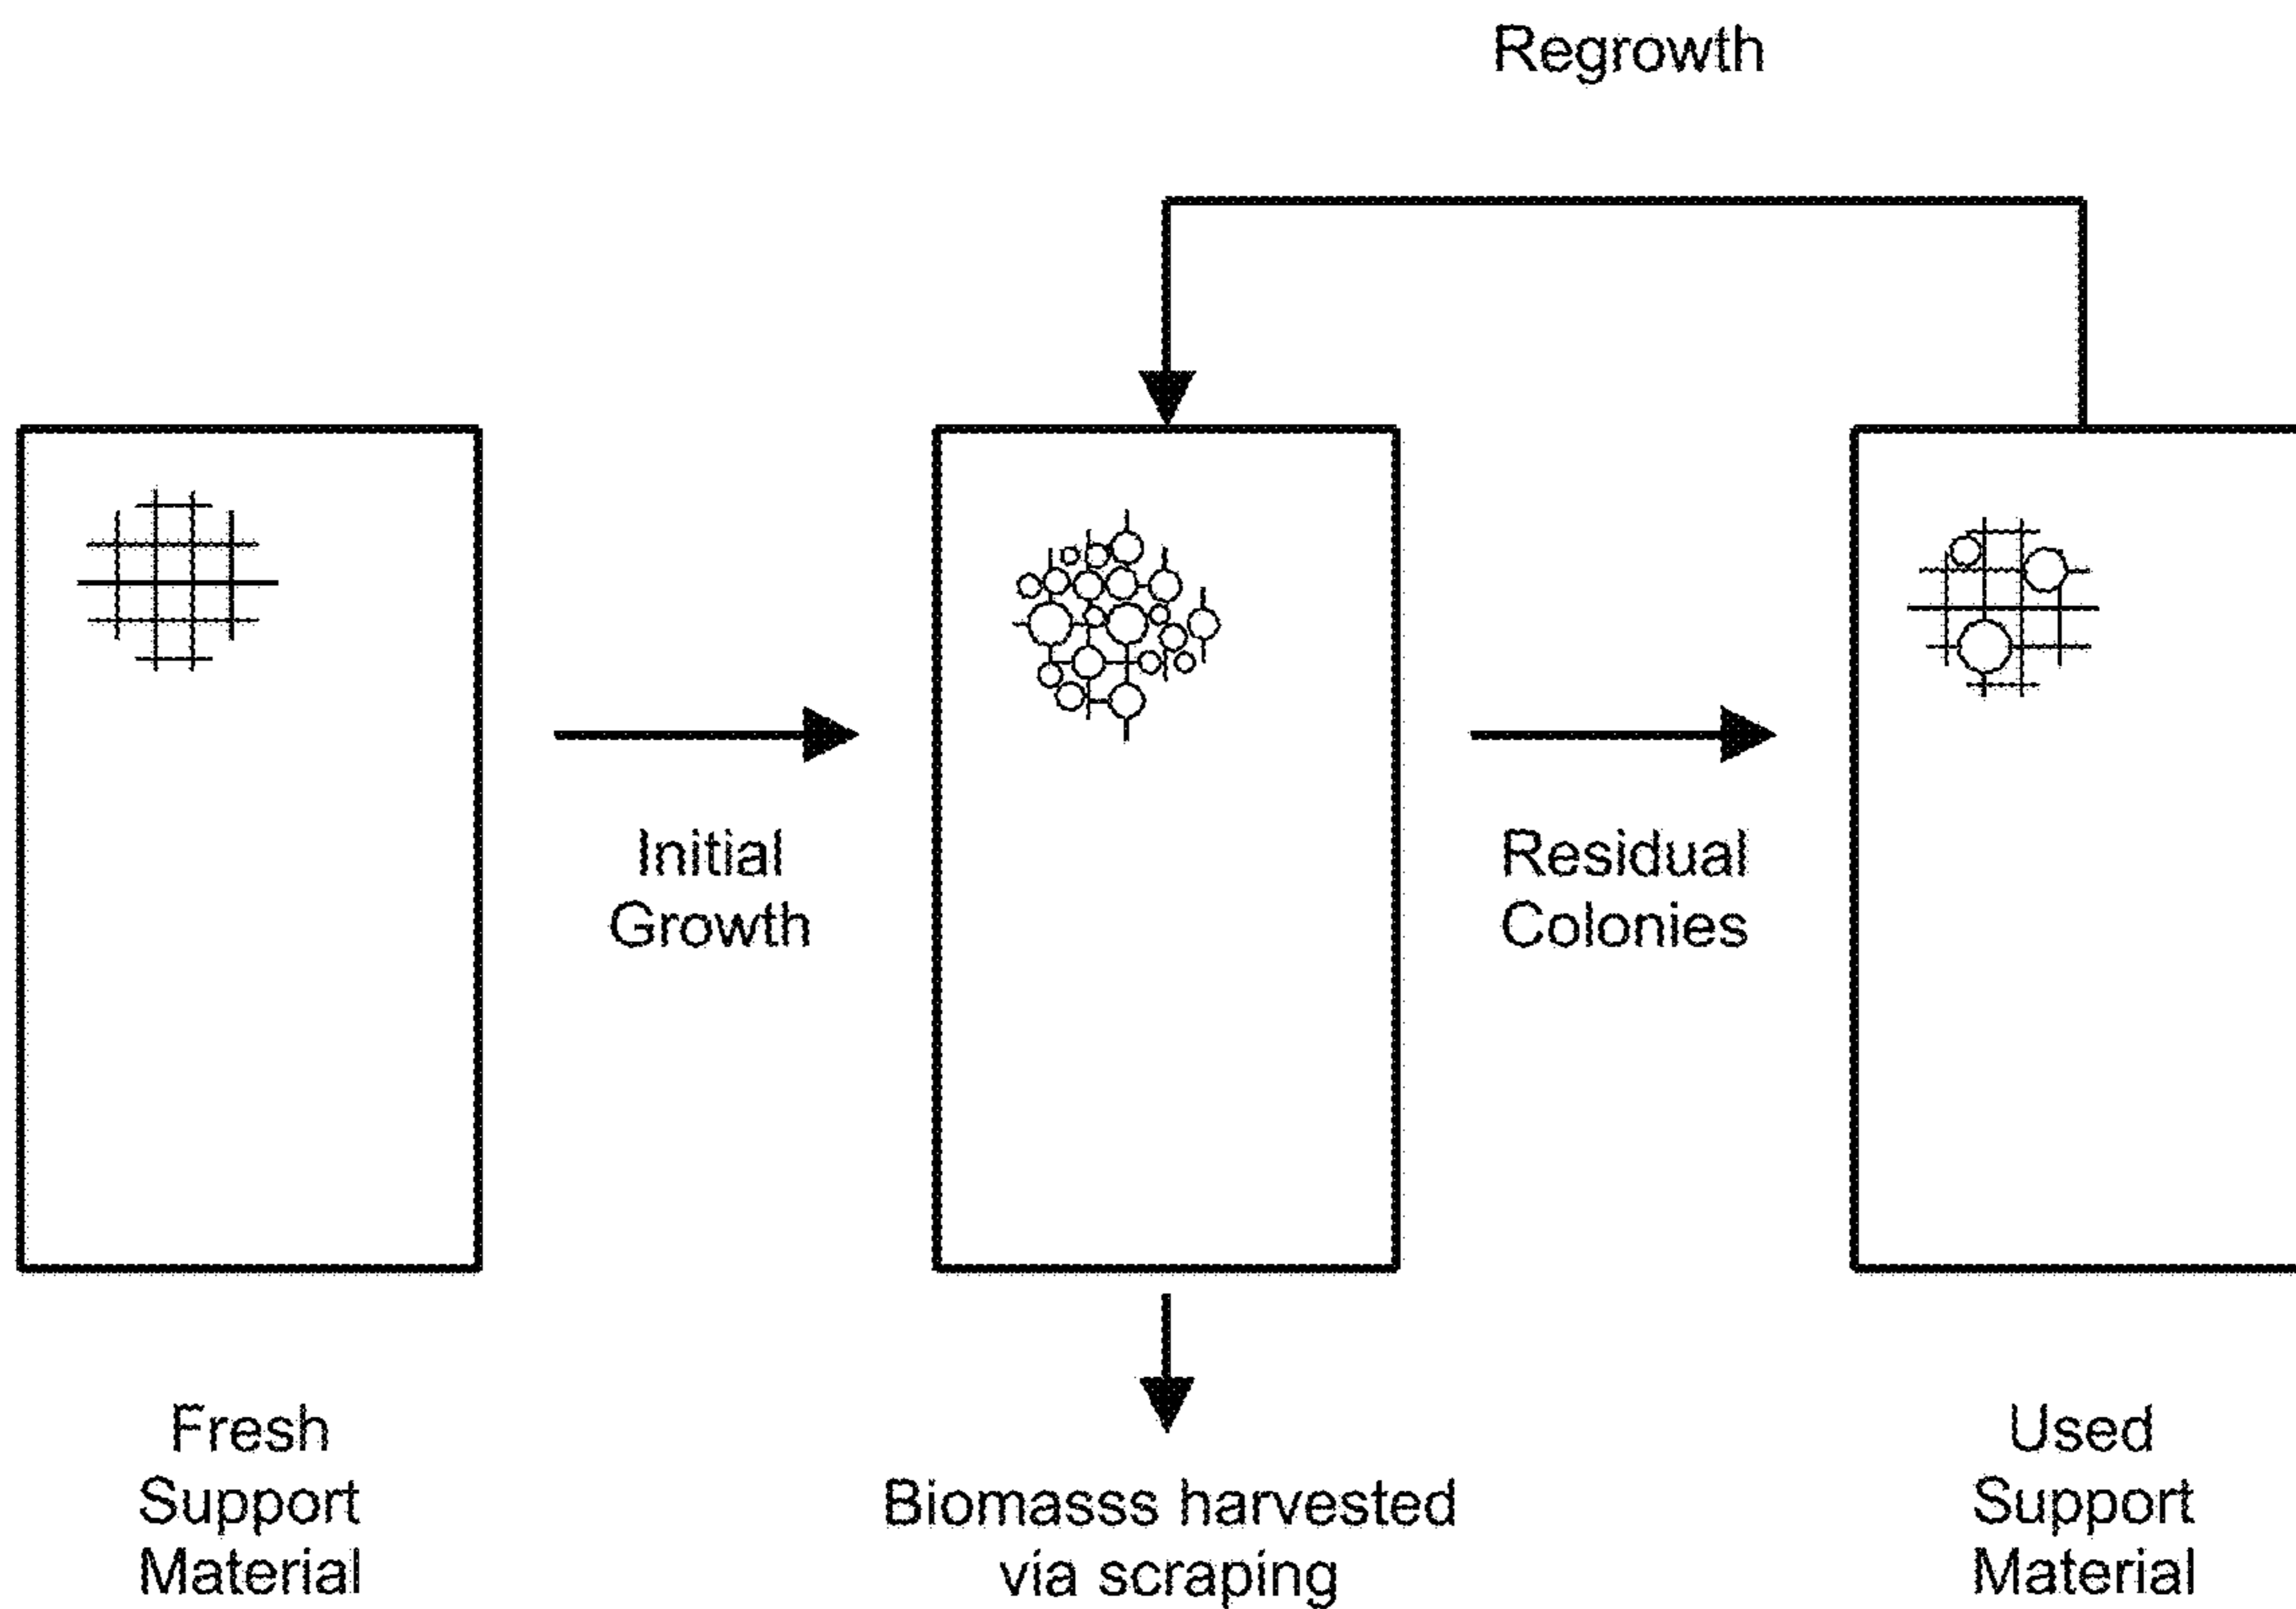 Regrowth
Initial
Growth
Residual
Colonies
Fresh
Support
Material
Biomasss harvested
via scraping
Used
Support
Material